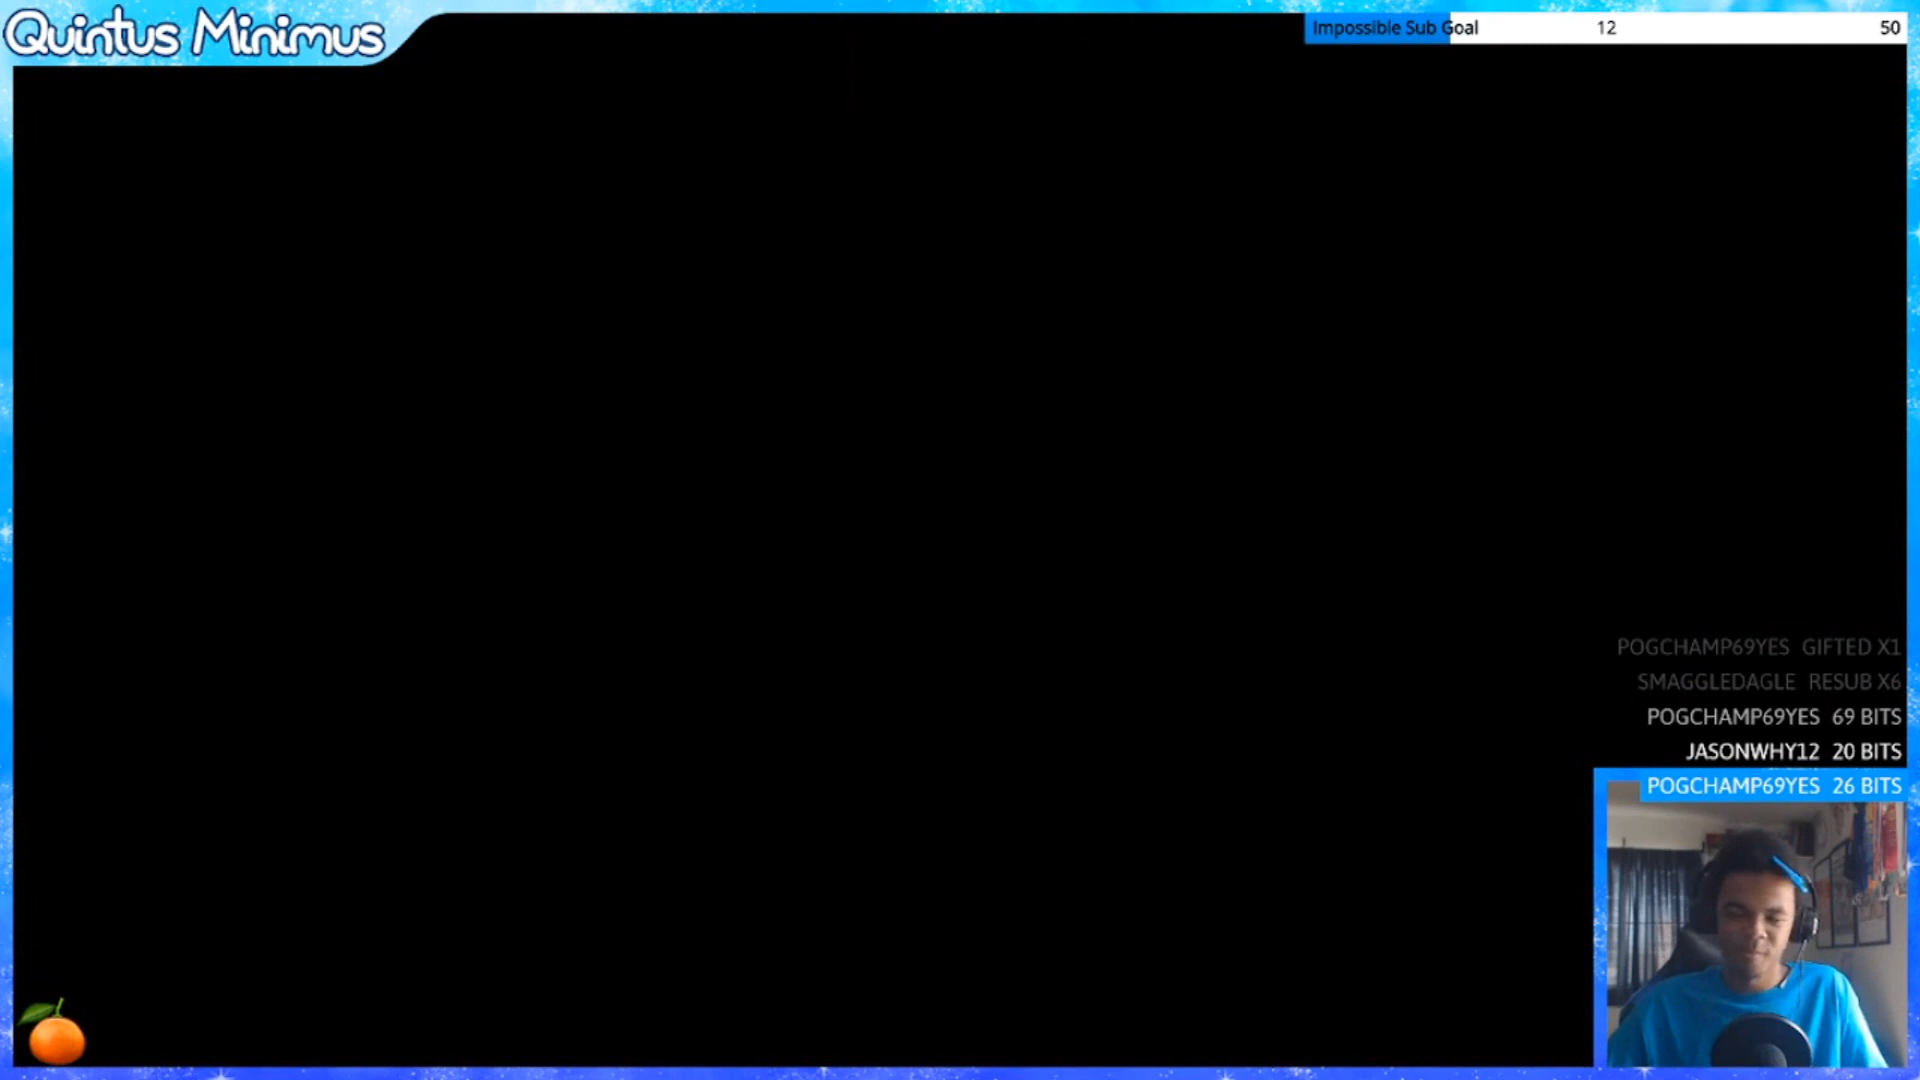 Quintus Minimus
Impossible Sub Goal 12 50
POGCHAMP69YES GIFTED X1
SMAGGLEDAGLE RESUB X6
POGCHAMP69YES 69 BITS
JASONWHY12 20 BITS
POGCHAMP69YES 26 BITS